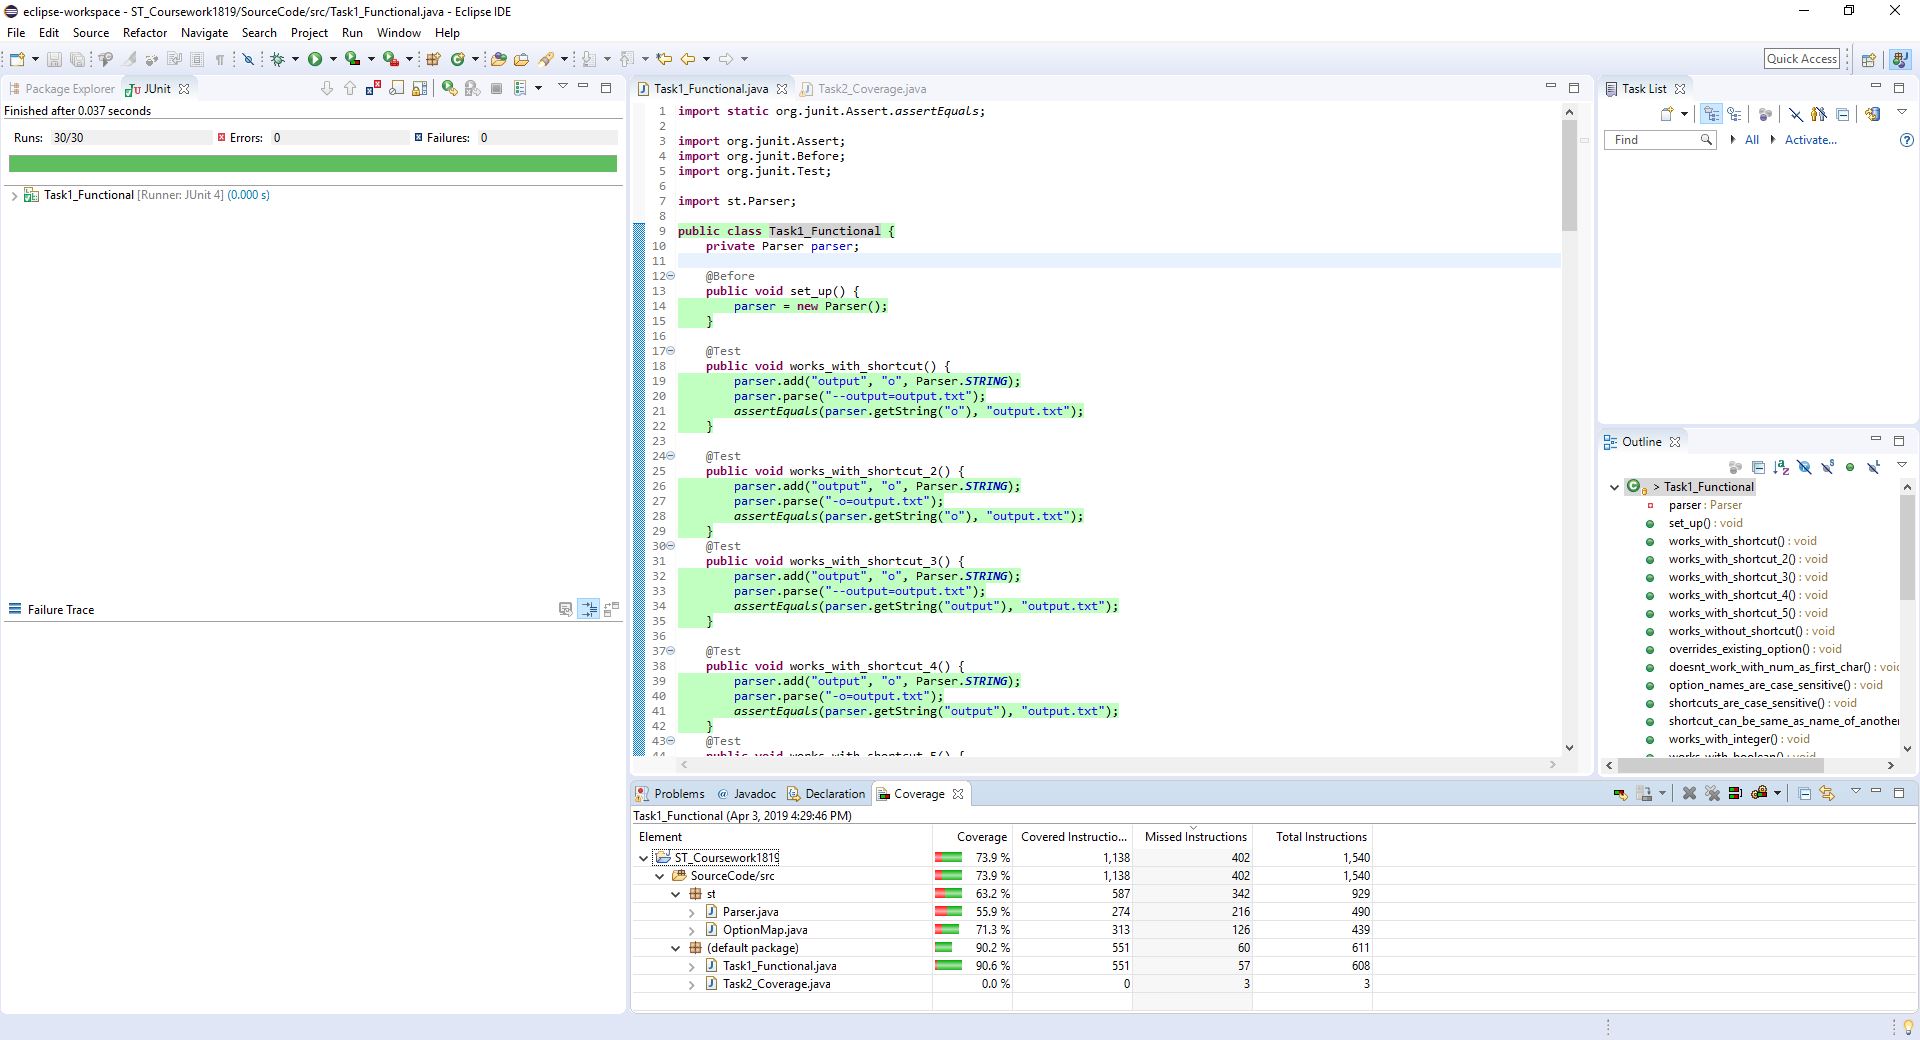 eclipse-workspace - ST_Coursework1819/SourceCode/src/Task1_Functional.java - Eclipse IDE
File Edit Source Refactor Navigate Search Project Run Window Help
Quick Access
Package Explorer JUnit
Finished after 0.037 seconds
Runs: 30/30 Errors: 0 Failures: 0
Task1_Functional [Runner: JUnit 4] (0.000 s)
Failure Trace
Task1_Functional.java Task2_Coverage.java
1 import static org.junit.Assert.assertEquals;
2
3 import org.junit.Assert;
4 import org.junit.Before;
5 import org.junit.Test;
6
7 import st.Parser;
8
9 public class Task1_Functional {
10 private Parser parser;
11
12 @Before
13 public void set_up() {
14 parser = new Parser();
15 }
16
17 @Test
18 public void works_with_shortcut() {
19 parser.add("output", "o", Parser.STRING);
20 parser.parse("--output=output.txt");
21 assertEquals(parser.getString("o"), "output.txt");
22 }
23
24 @Test
25 public void works_with_shortcut_2() {
26 parser.add("output", "o", Parser.STRING);
27 parser.parse("-o=output.txt");
28 assertEquals(parser.getString("o"), "output.txt");
29 }
30 @Test
31 public void works_with_shortcut_3() {
32 parser.add("output", "o", Parser.STRING);
33 parser.parse("--output=output.txt");
34 assertEquals(parser.getString("output"), "output.txt");
35 }
36
37 @Test
38 public void works_with_shortcut_4() {
39 parser.add("output", "o", Parser.STRING);
40 parser.parse("-o=output.txt");
41 assertEquals(parser.getString("output"), "output.txt");
42 }
43 @Test
44 public void works_with_shortcut_5() {
Task List
Find All Activate...
Outline
> Task1_Functional
parser : Parser
set_up() : void
works_with_shortcut() : void
works_with_shortcut_2() : void
works_with_shortcut_3() : void
works_with_shortcut_4() : void
works_with_shortcut_5() : void
works_without_shortcut() : void
overrides_existing_option() : void
doesnt_work_with_num_as_first_char() : voic
option_names_are_case_sensitive() : void
shortcuts_are_case_sensitive() : void
shortcut_can_be_same_as_name_of_another
works_with_integer() : void
works_with_boolean() : void
Problems @ Javadoc Declaration Coverage
Task1_Functional (Apr 3, 2019 4:29:46 PM)
Element Coverage Covered Instructio... Missed Instructions Total Instructions
ST_Coursework1819 73.9 % 1,138 402 1,540
SourceCode/src 73.9 % 1,138 402 1,540
st 63.2 % 587 342 929
Parser.java 55.9 % 274 216 490
OptionMap.java 71.3 % 313 126 439
(default package) 90.2 % 551 60 611
Task1_Functional.java 90.6 % 551 57 608
Task2_Coverage.java 0.0 % 0 3 3